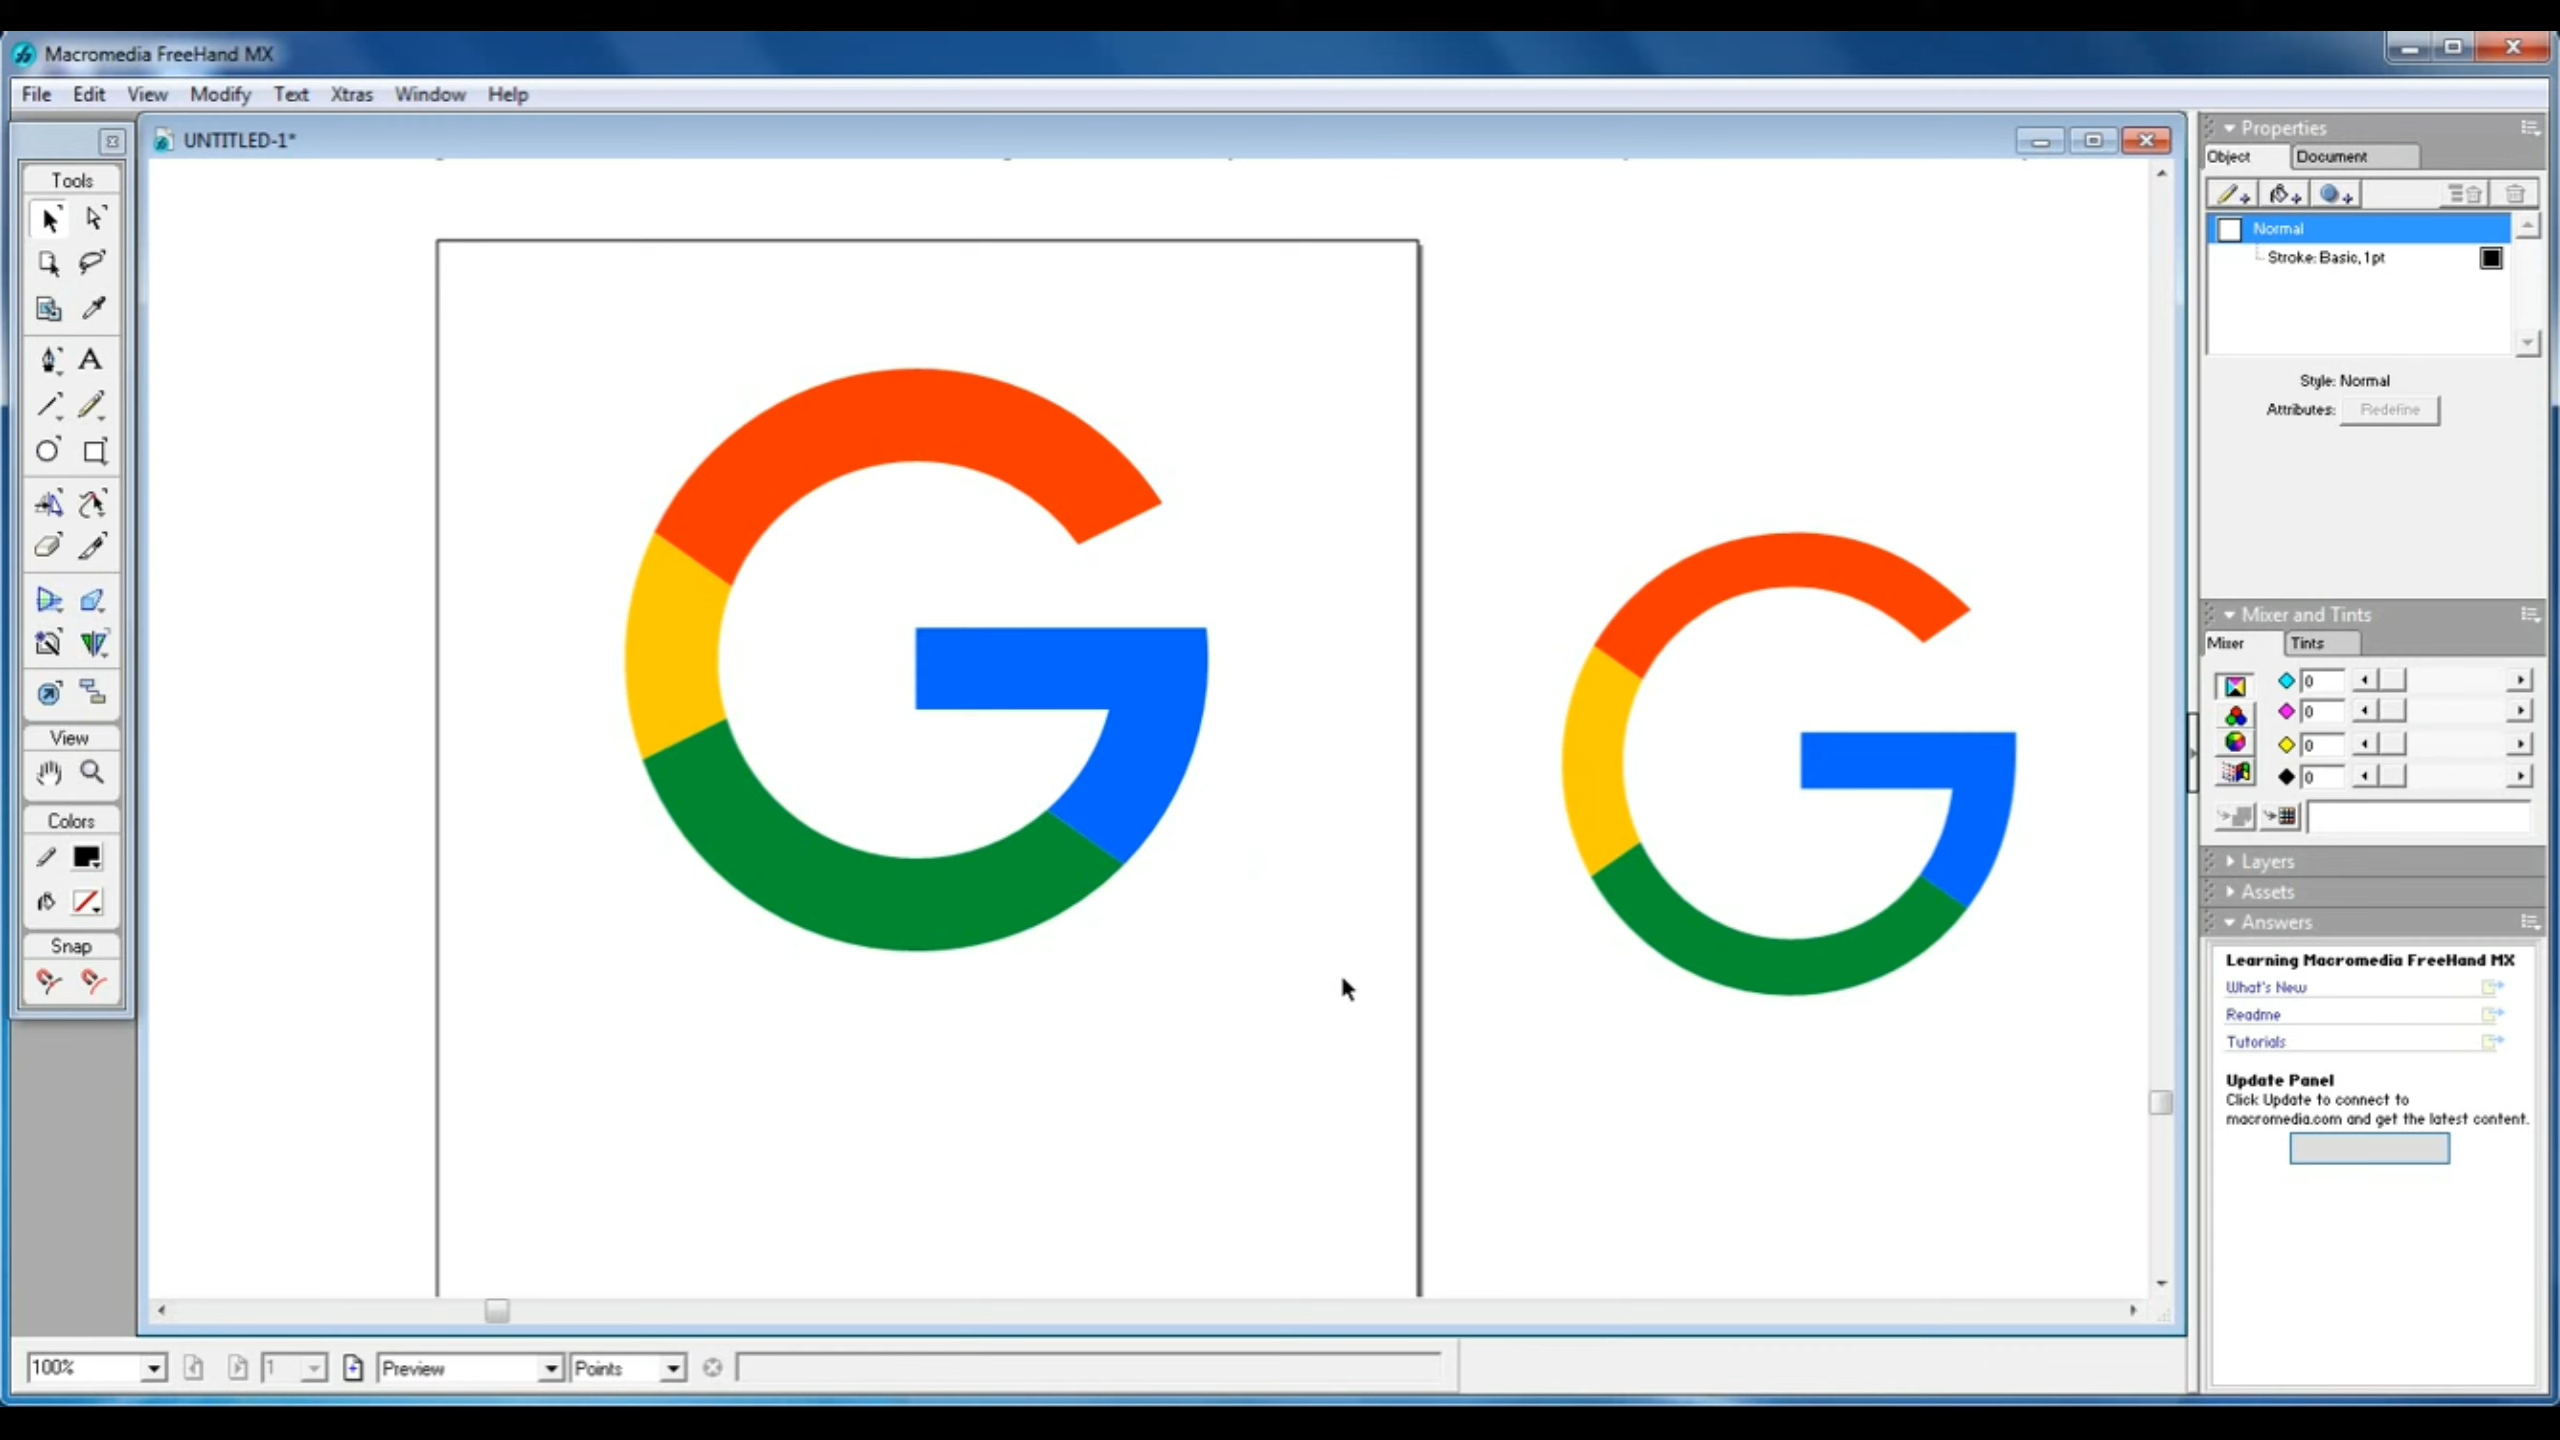 Macromedia FreeHand MX
File Edit View Modify Text Xtras Window Help
UNTITLED-1*
Tools
A
View
Colors
Snap
100%
1
Preview
Points
Properties
Object Document
Normal
Stroke: Basic, 1pt
Style: Normal
Attributes: Redefine
Mixer and Tints
Mixer Tints
0
0
0
0
Layers
Assets
Answers
Learning Macromedia FreeHand MX
What's New
Readme
Tutorials
Update Panel
Click Update to connect to
macromedia.com and get the latest content.